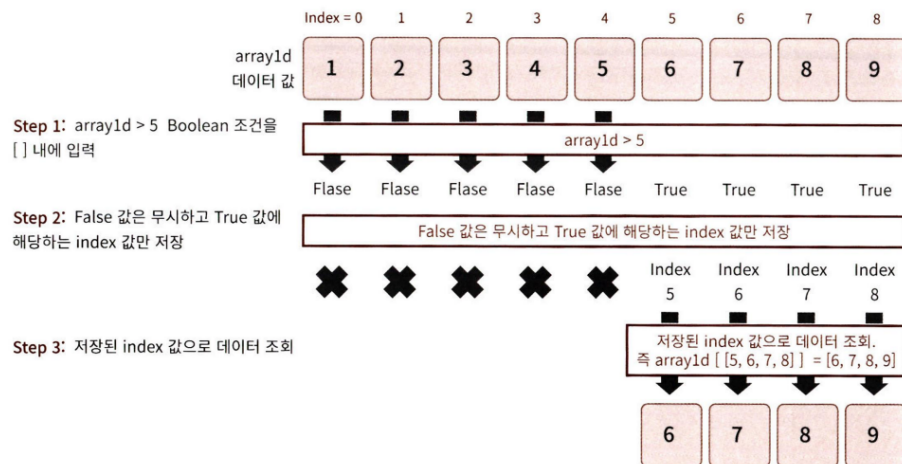 Index = 0 1 2 3 4 5 6 7 8
array1d
데이터 값
1 2 3 4 5 6 7 8 9
Step 1: array1d > 5 Boolean 조건을
[ ] 내에 입력
array1d > 5
Flase Flase Flase Flase Flase True True True True
Step 2: False 값은 무시하고 True 값에
해당하는 index 값만 저장
False 값은 무시하고 True 값에 해당하는 index 값만 저장
Index Index Index Index
5 6 7 8
Step 3: 저장된 index 값으로 데이터 조회
저장된 index 값으로 데이터 조회.
즉 array1d [ [5, 6, 7, 8] ] = [6, 7, 8, 9]
6 7 8 9